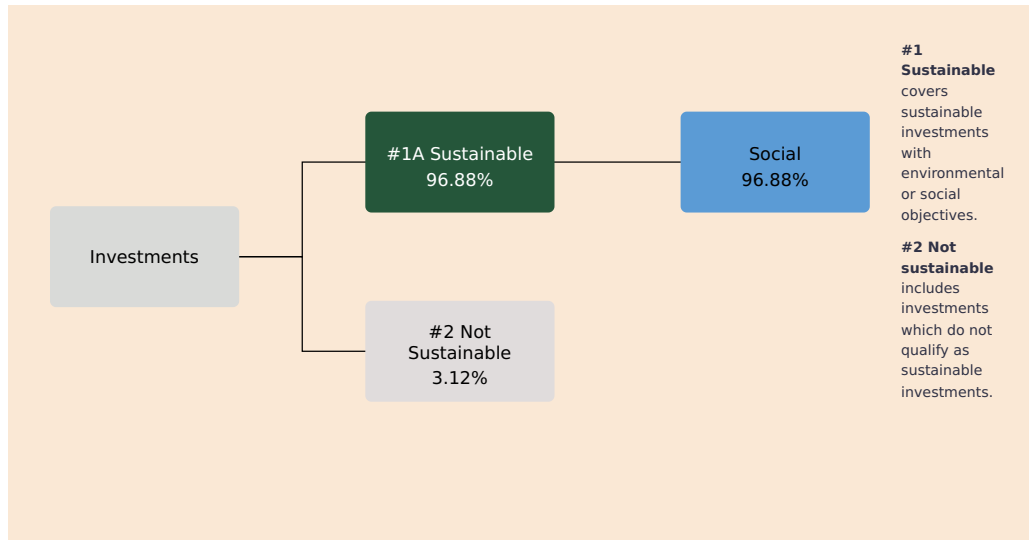 Investments
#1A Sustainable
96.88%
Social
96.88%
#2 Not
Sustainable
3.12%
#1
Sustainable
covers
sustainable
investments
with
environmental
or social
objectives.
#2 Not
sustainable
includes
investments
which do not
qualify as
sustainable
investments.